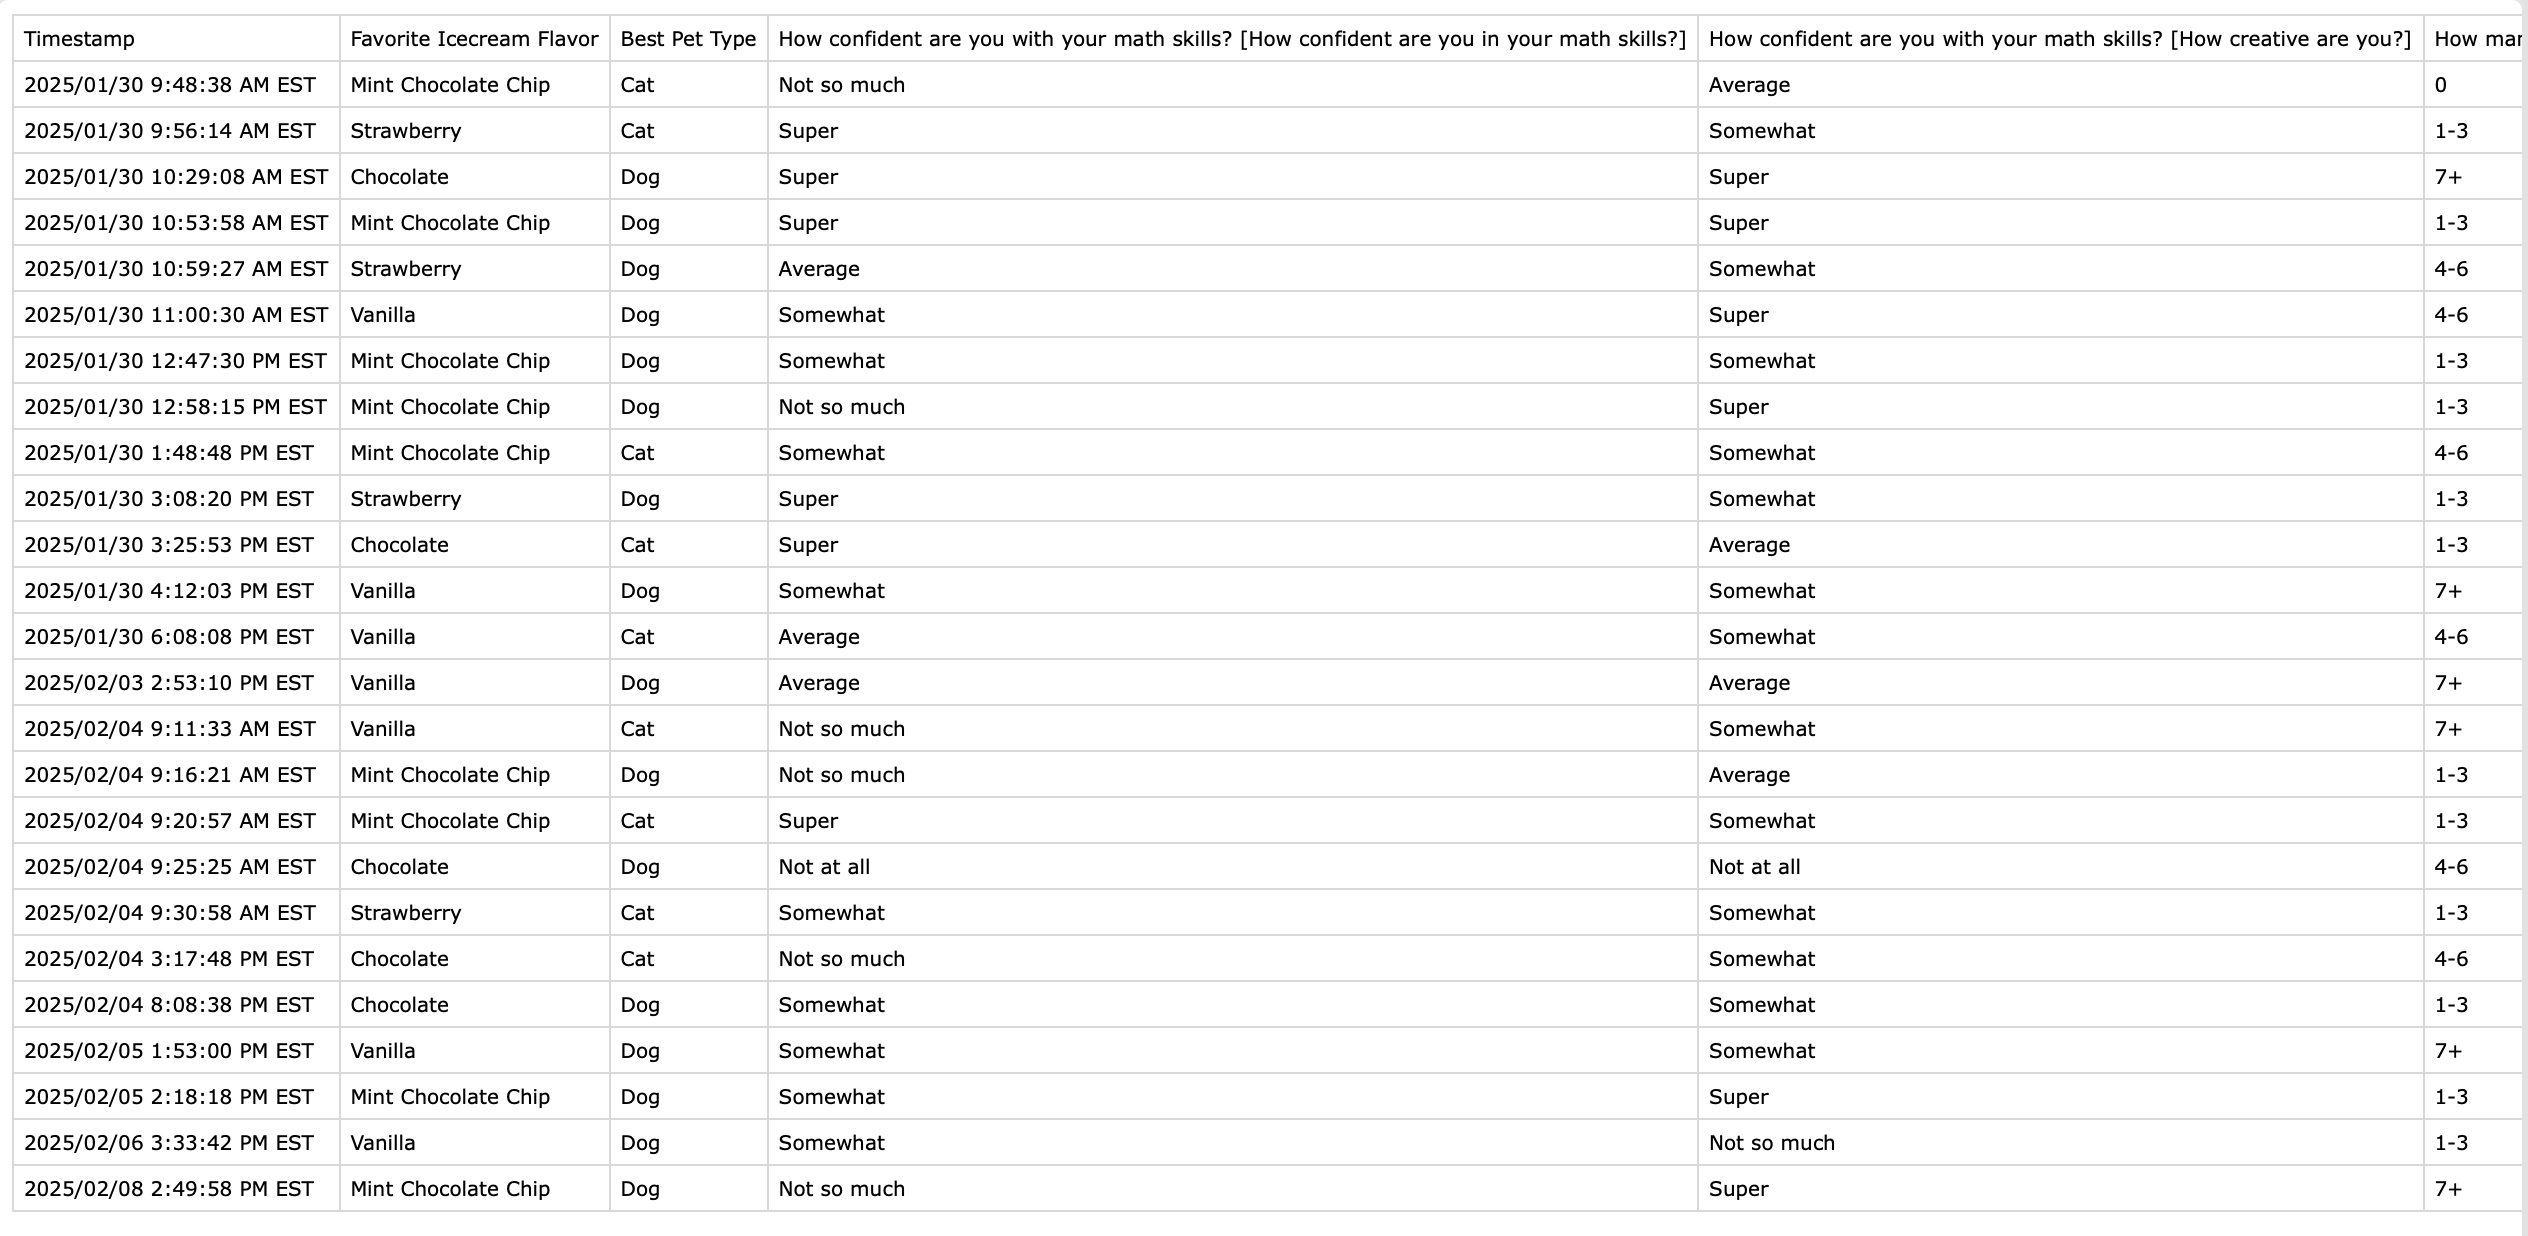 Timestamp Favorite Icecream Flavor Best Pet Type How confident are you with your math skills? [How confident are you in your math skills?] How confident are you with your math skills? [How creative are you?] How
2025/01/30 9:48:38 AM EST Mint Chocolate Chip Cat Not so much Average 0
2025/01/30 9:56:14 AM EST Strawberry Cat Super Somewhat 1-3
2025/01/30 10:29:08 AM EST Chocolate Dog Super Super 7+
2025/01/30 10:53:58 AM EST Mint Chocolate Chip Dog Super Super 1-3
2025/01/30 10:59:27 AM EST Strawberry Dog Average Somewhat 4-6
2025/01/30 11:00:30 AM EST Vanilla Dog Somewhat Super 4-6
2025/01/30 12:47:30 PM EST Mint Chocolate Chip Dog Somewhat Somewhat 1-3
2025/01/30 12:58:15 PM EST Mint Chocolate Chip Dog Not so much Super 1-3
2025/01/30 1:48:48 PM EST Mint Chocolate Chip Cat Somewhat Somewhat 4-6
2025/01/30 3:08:20 PM EST Strawberry Dog Super Somewhat 1-3
2025/01/30 3:25:53 PM EST Chocolate Cat Super Average 1-3
2025/01/30 4:12:03 PM EST Vanilla Dog Somewhat Somewhat 7+
2025/01/30 6:08:08 PM EST Vanilla Cat Average Somewhat 4-6
2025/02/03 2:53:10 PM EST Vanilla Dog Average Average 7+
2025/02/04 9:11:33 AM EST Vanilla Cat Not so much Somewhat 7+
2025/02/04 9:16:21 AM EST Mint Chocolate Chip Dog Not so much Average 1-3
2025/02/04 9:20:57 AM EST Mint Chocolate Chip Cat Super Somewhat 1-3
2025/02/04 9:25:25 AM EST Chocolate Dog Not at all Not at all 4-6
2025/02/04 9:30:58 AM EST Strawberry Cat Somewhat Somewhat 1-3
2025/02/04 3:17:48 PM EST Chocolate Cat Not so much Somewhat 4-6
2025/02/04 8:08:38 PM EST Chocolate Dog Somewhat Somewhat 1-3
2025/02/05 1:53:00 PM EST Vanilla Dog Somewhat Somewhat 7+
2025/02/05 2:18:18 PM EST Mint Chocolate Chip Dog Somewhat Super 1-3
2025/02/06 3:33:42 PM EST Vanilla Dog Somewhat Not so much 1-3
2025/02/08 2:49:58 PM EST Mint Chocolate Chip Dog Not so much Super 7+